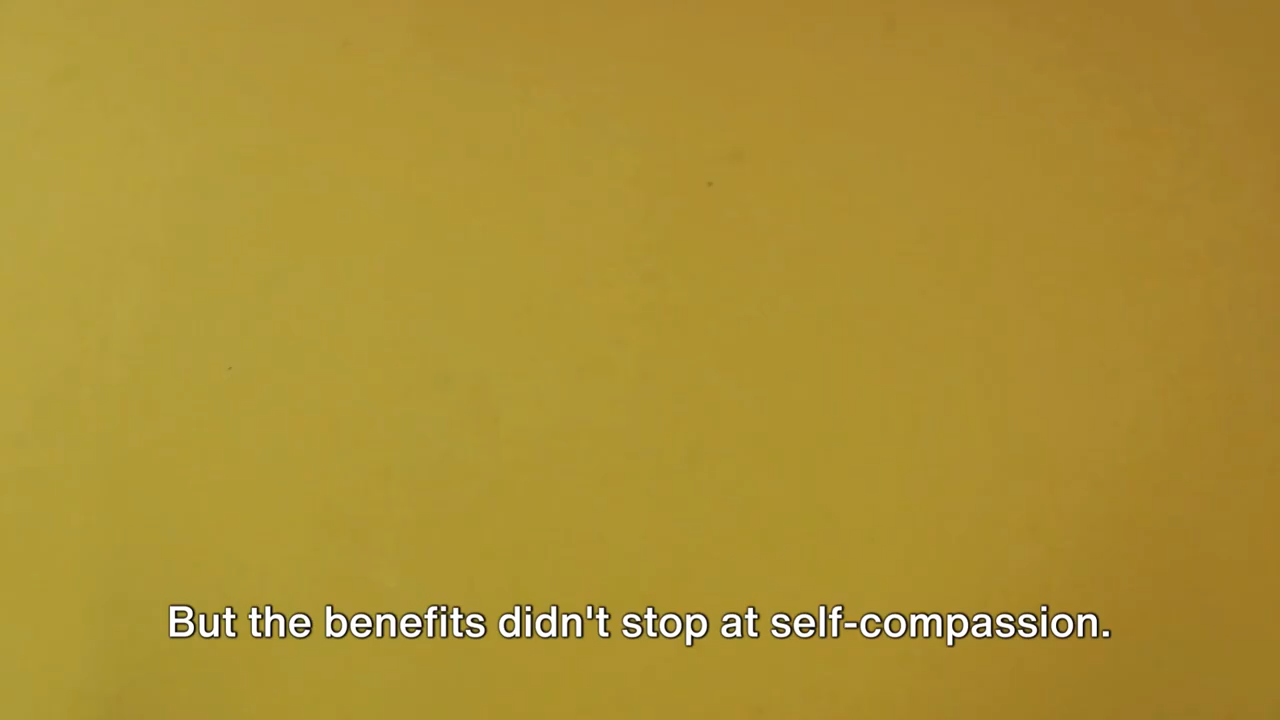 But the benefits didn't stop at self-compassion.